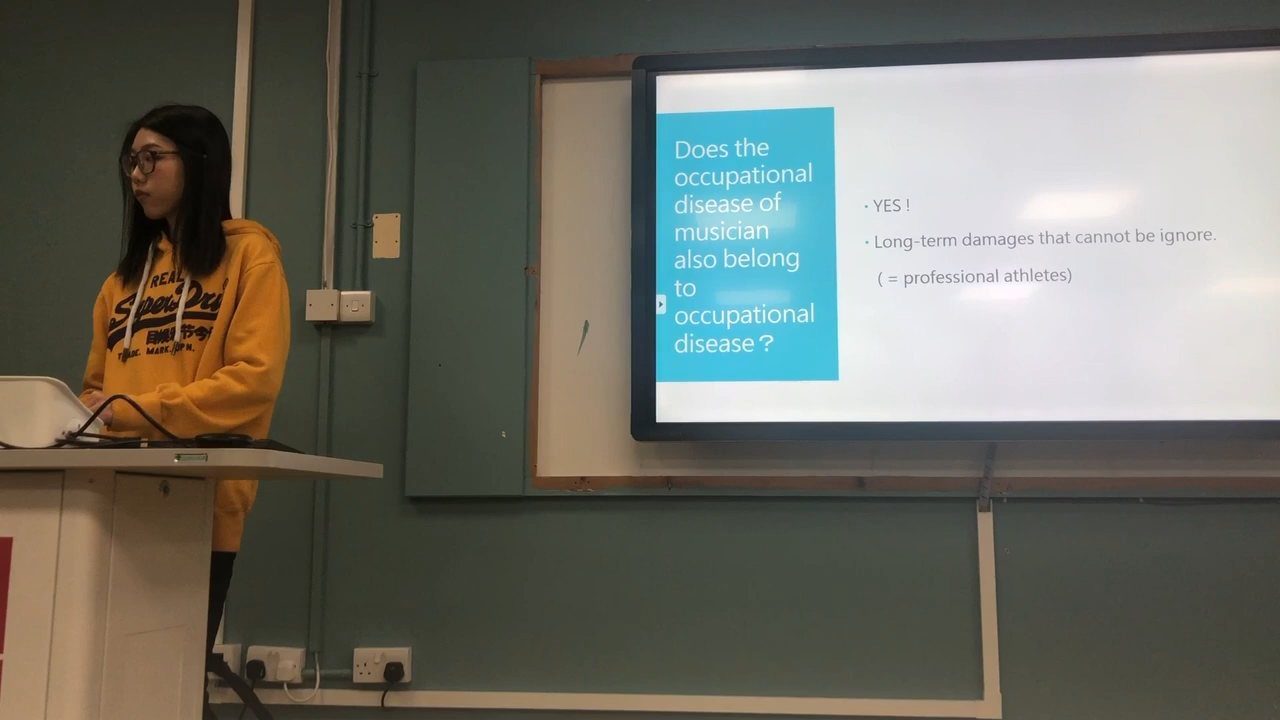 Does the
occupational
disease of
musician
also belong
to
occupational
disease？
• YES !
• Long-term damages that cannot be ignore.
( = professional athletes)
REAL
SuperDry
MARK.